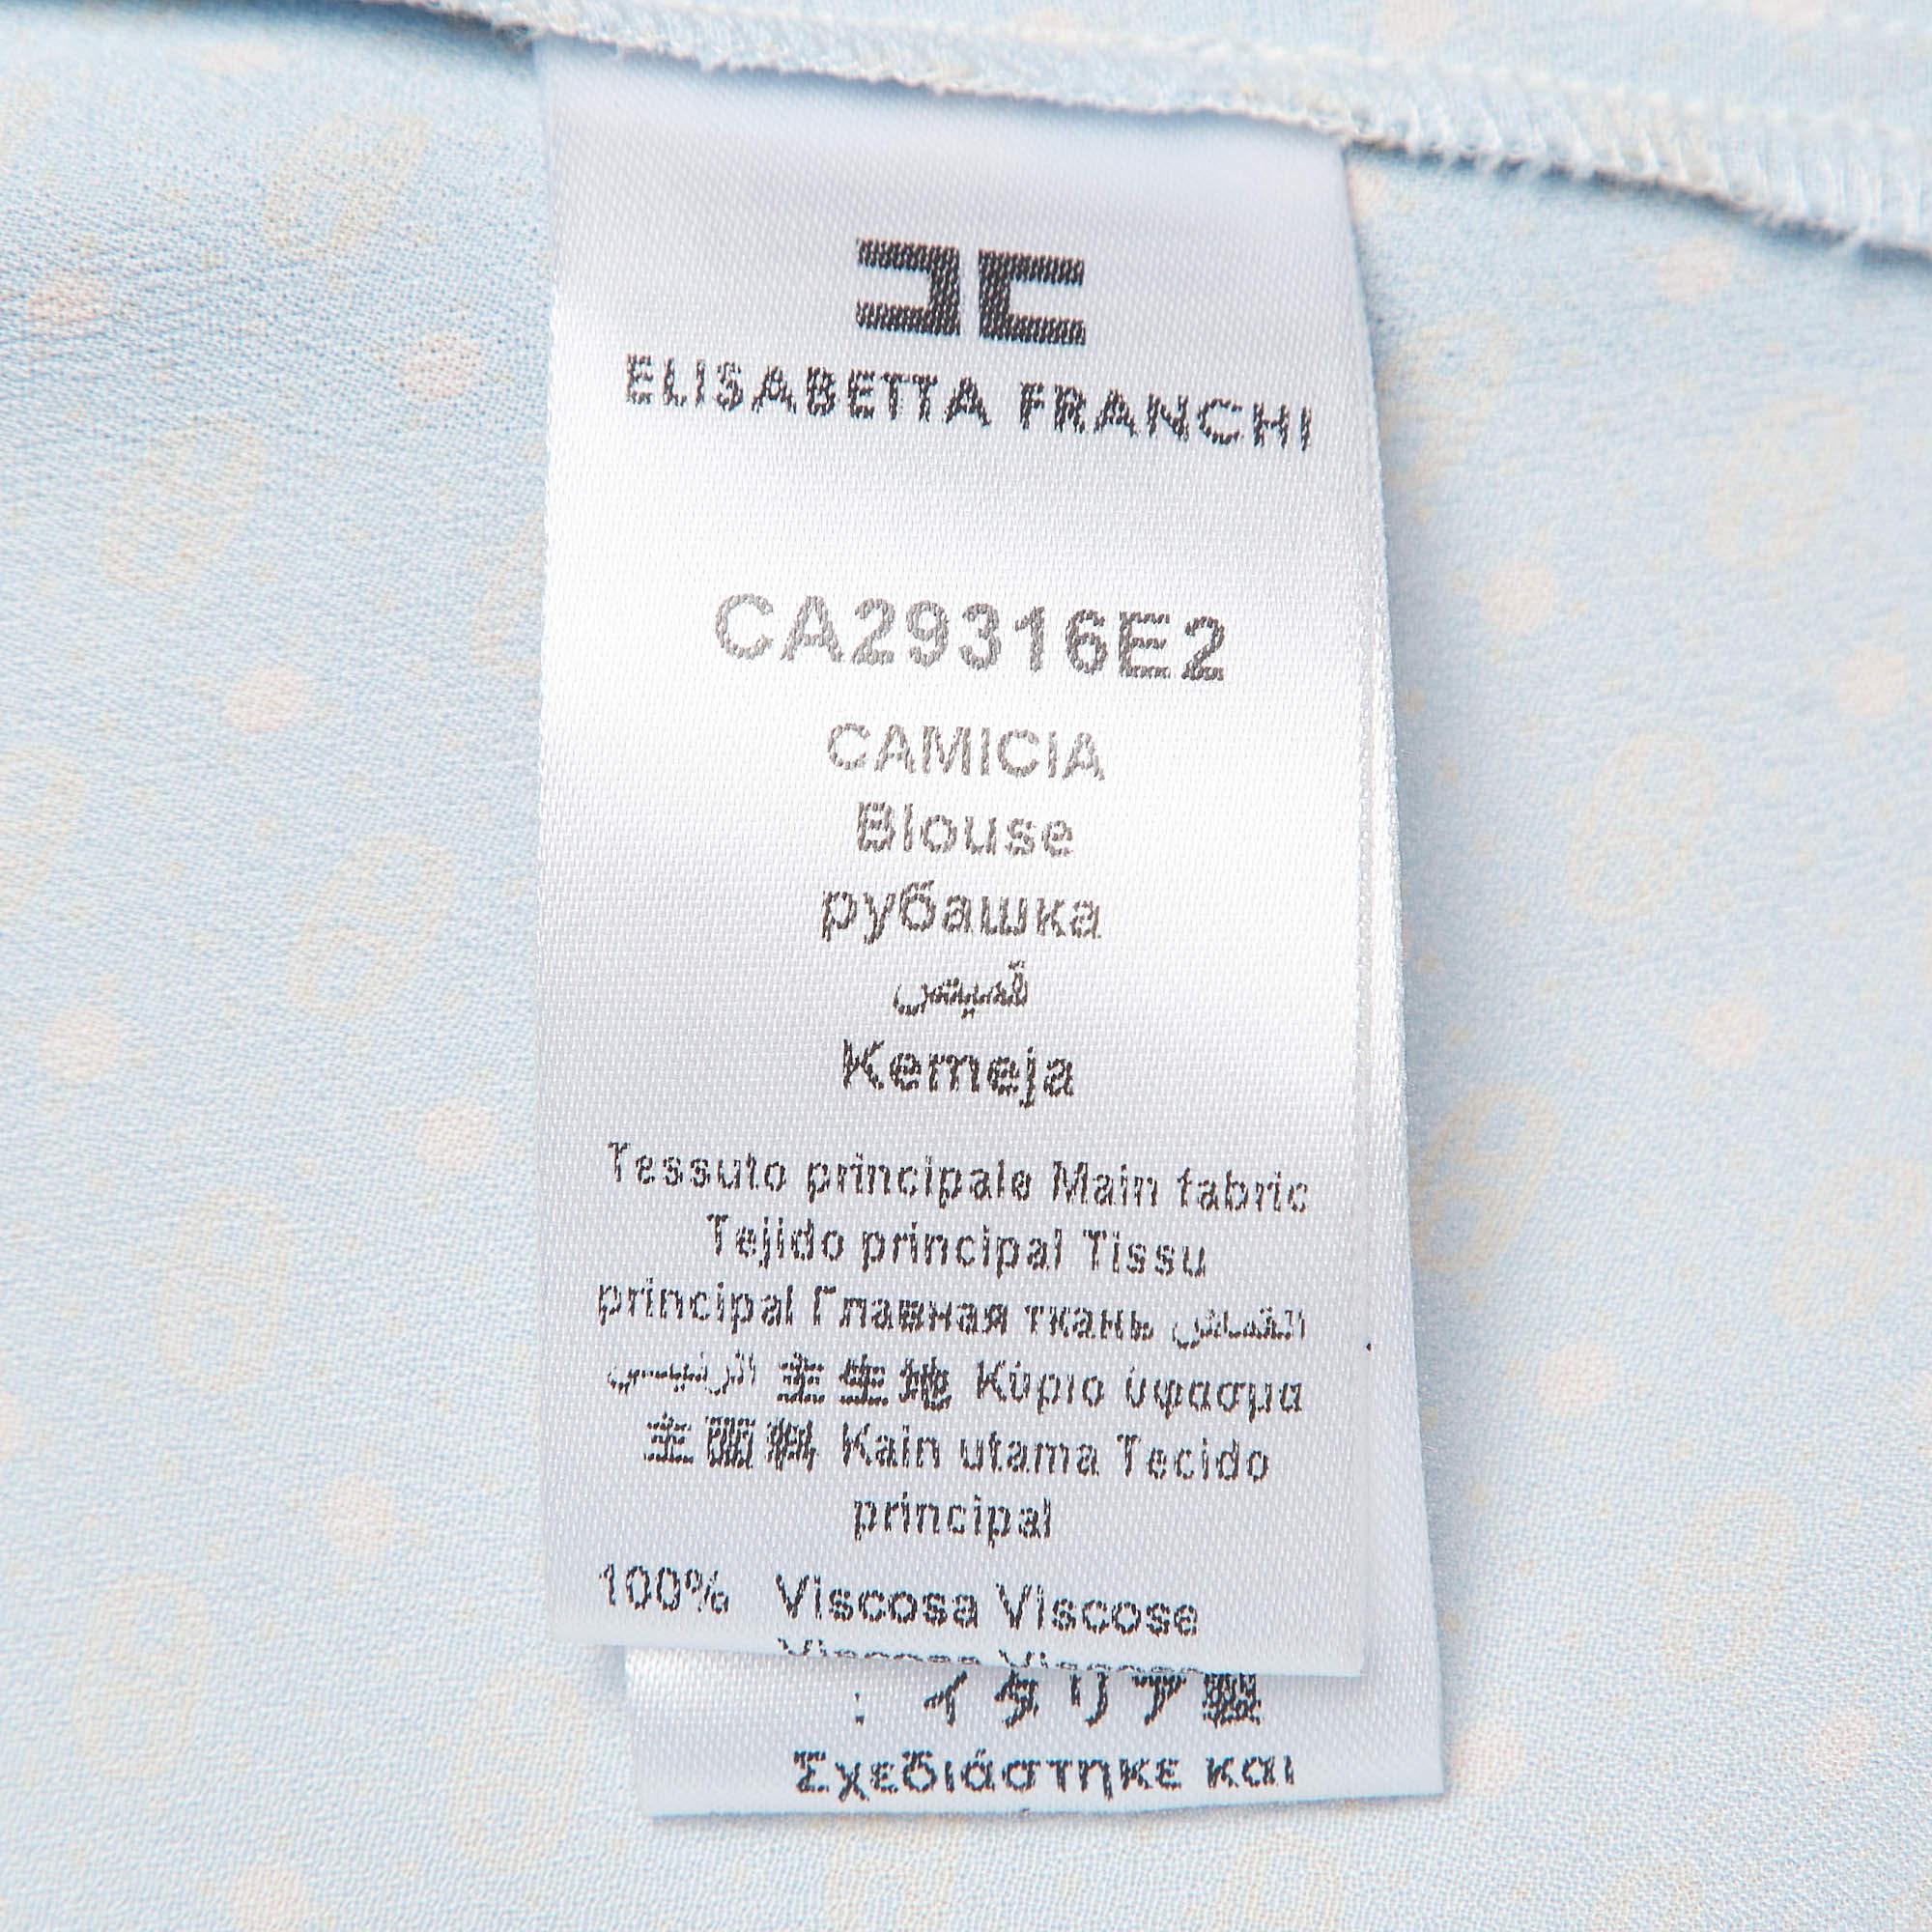 ELISABETTA FRANCHI
CA29316E2
CAMICIA
Blouse
рубашка
قميص
Kemeja
Tessuto principale Main fabric
Tejido principal Tissu
principal Главная ткань القماش
الرئيسي 主生地 Κύριο ύφασμα
主面料 Kain utama Tecido
principal
100% Viscosa Viscose
Viscosa Viscose
: イタリア製
Σχεδιάστηκε και